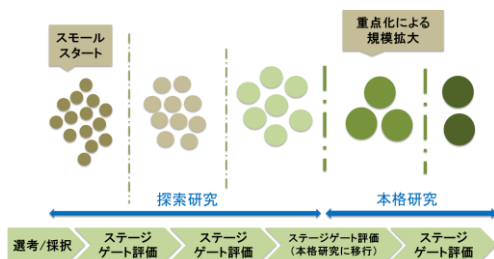 スモール
スタート
重点化による
規模拡大
探索研究
本格研究
選考/採択
ステージ
ゲート評価
ステージ
ゲート評価
ステージゲート評価
(本格研究に移行)
ステージ
ゲート評価